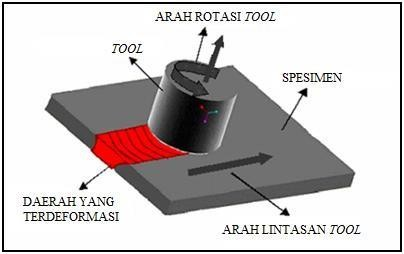 ARAH ROTASI TOOL
TOOL
SPESIMEN
DAERAH YANG
TERDEFORMASI
ARAH LINTASAN TOOL